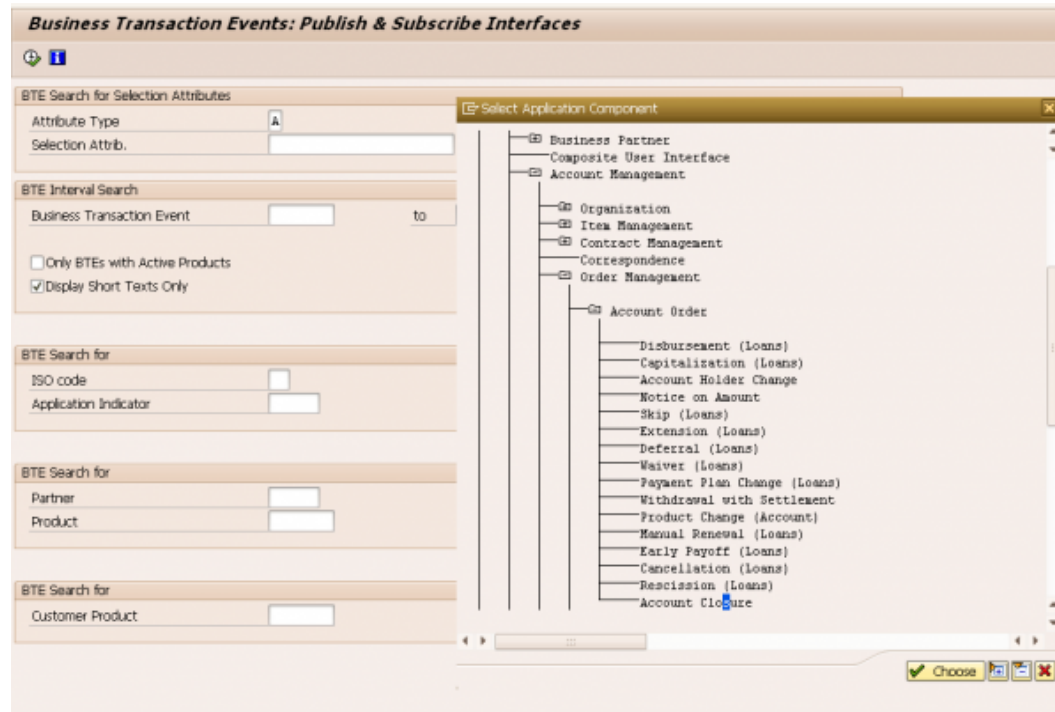 Business Transaction Events: Publish & Subscribe Interfaces
BTE Search for Selection Attributes
Attribute Type A
Selection Attrib.
BTE Interval Search
Business Transaction Event to
Only BTEs with Active Products
Display Short Texts Only
BTE Search for
ISO code
Application Indicator
BTE Search for
Partner
Product
BTE Search for
Customer Product
Select Application Component
Business Partner
Composite User Interface
Account Management
Organization
Item Management
Contract Management
Correspondence
Order Management
Account Order
Disbursement (Loans)
Capitalization (Loans)
Account Holder Change
Notice on Amount
Skip (Loans)
Extension (Loans)
Deferral (Loans)
Waiver (Loans)
Payment Plan Change (Loans)
Withdrawal with Settlement
Product Change (Account)
Manual Renewal (Loans)
Early Payoff (Loans)
Cancellation (Loans)
Rescission (Loans)
Account Closure
Choose